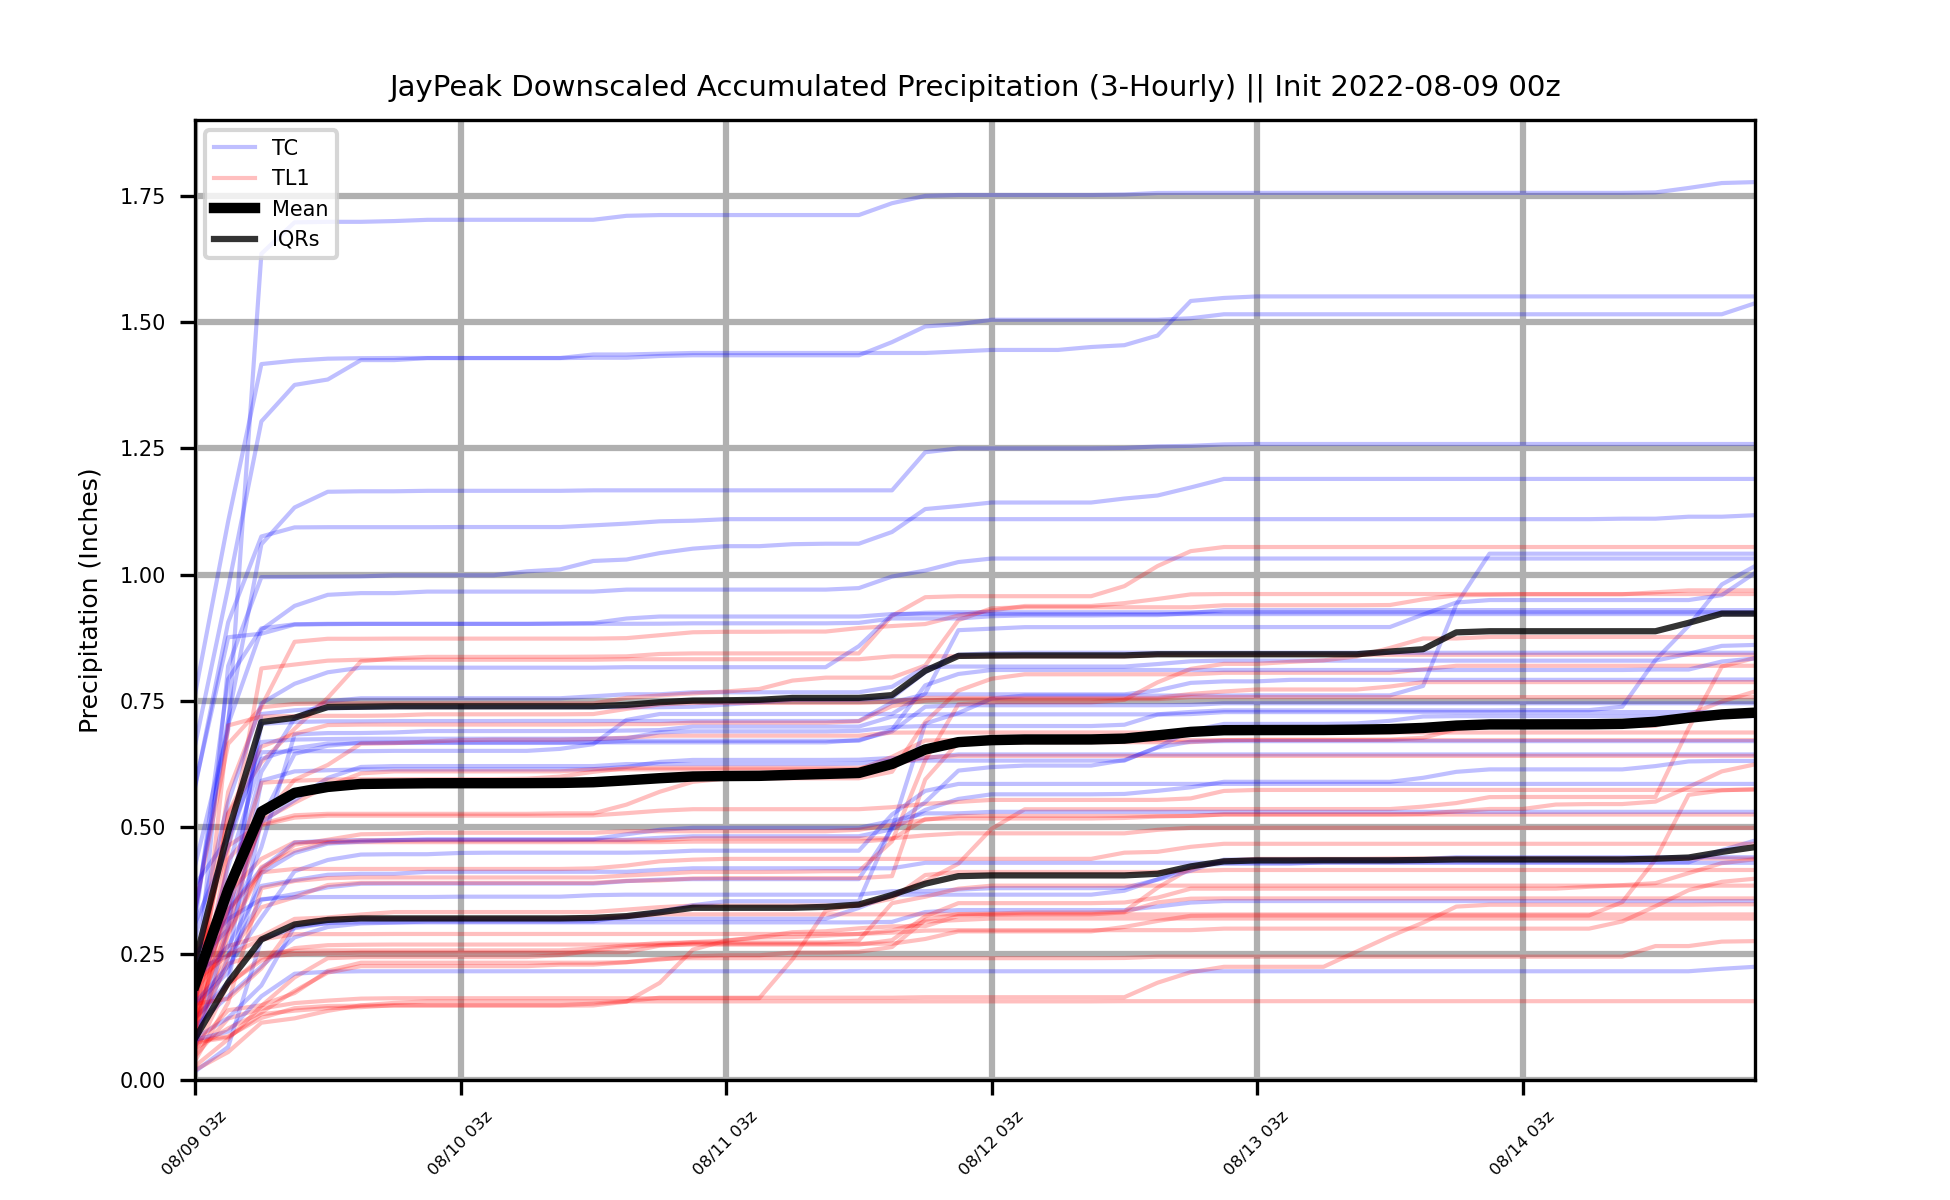 JayPeak Downscaled Accumulated Precipitation (3-Hourly) || Init 2022-08-09 00z
TC
TL1
Mean
IQRs
Precipitation (Inches)
1.75
1.50
1.25
1.00
0.75
0.50
0.25
0.00
08/09 03z
08/10 03z
08/11 03z
08/12 03z
08/13 03z
08/14 03z